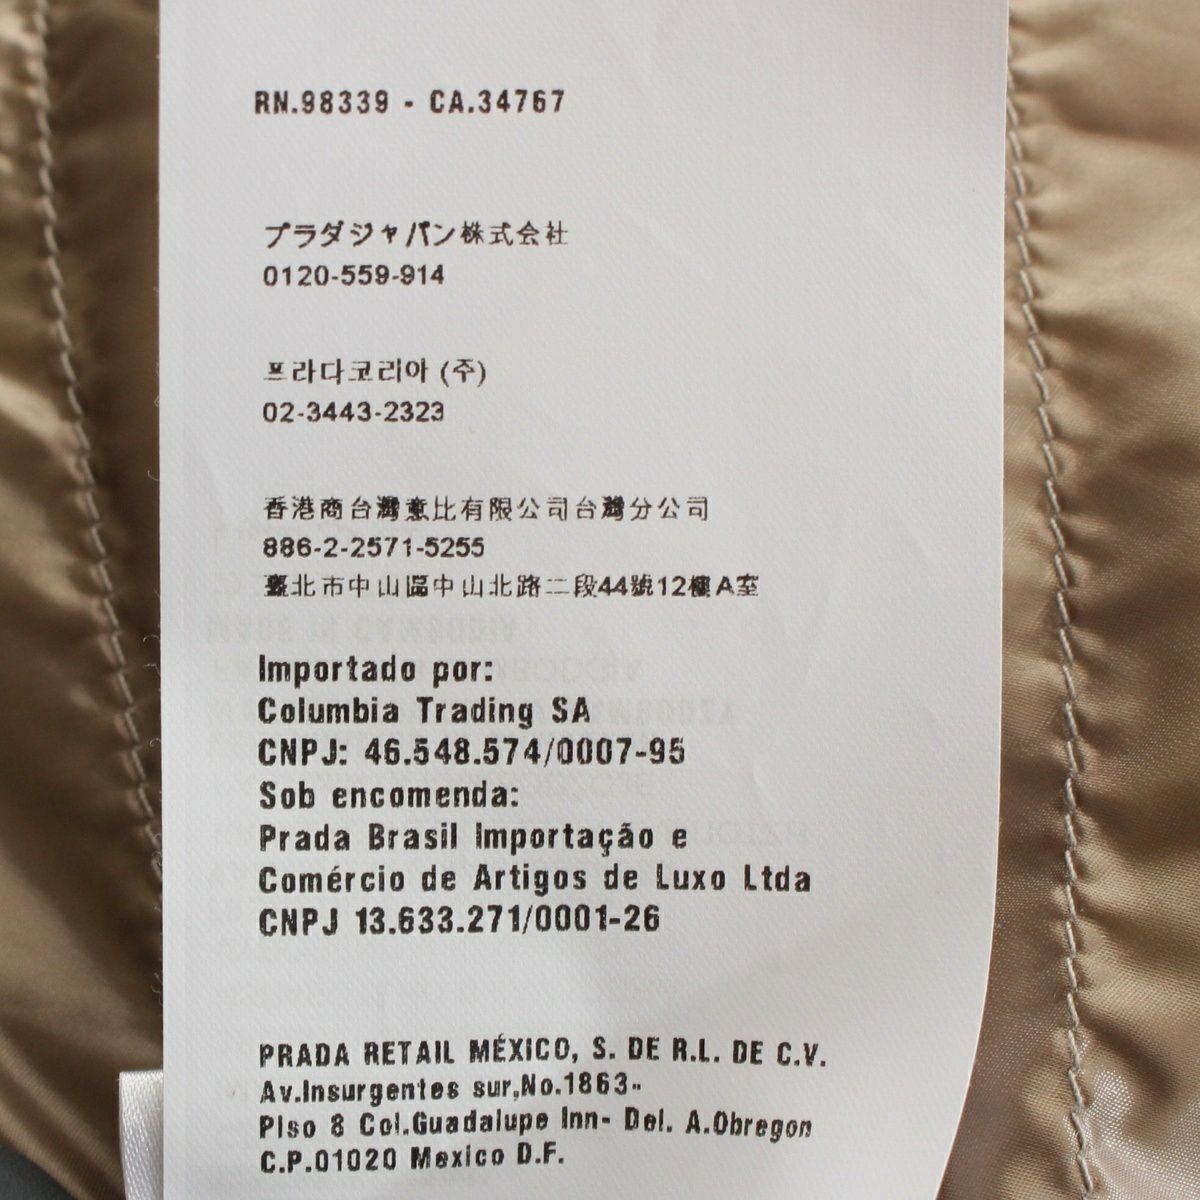 RN.98339 - CA.34767
プラダジャパン株式会社
0120-559-914
프라다코리아 (주)
02-3443-2323
香港商台灣意比有限公司台灣分公司
886-2-2571-5255
臺北市中山區中山北路二段44號12樓A室
Importado por:
Columbia Trading SA
CNPJ: 46.548.574/0007-95
Sob encomenda:
Prada Brasil Importação e
Comércio de Artigos de Luxo Ltda
CNPJ 13.633.271/0001-26
PRADA RETAIL MÉXICO, S. DE R.L. DE C.V.
Av.Insurgentes sur,No.1863-
Piso 8 Col.Guadalupe Inn- Del. A.Obregon
C.P.01020 Mexico D.F.